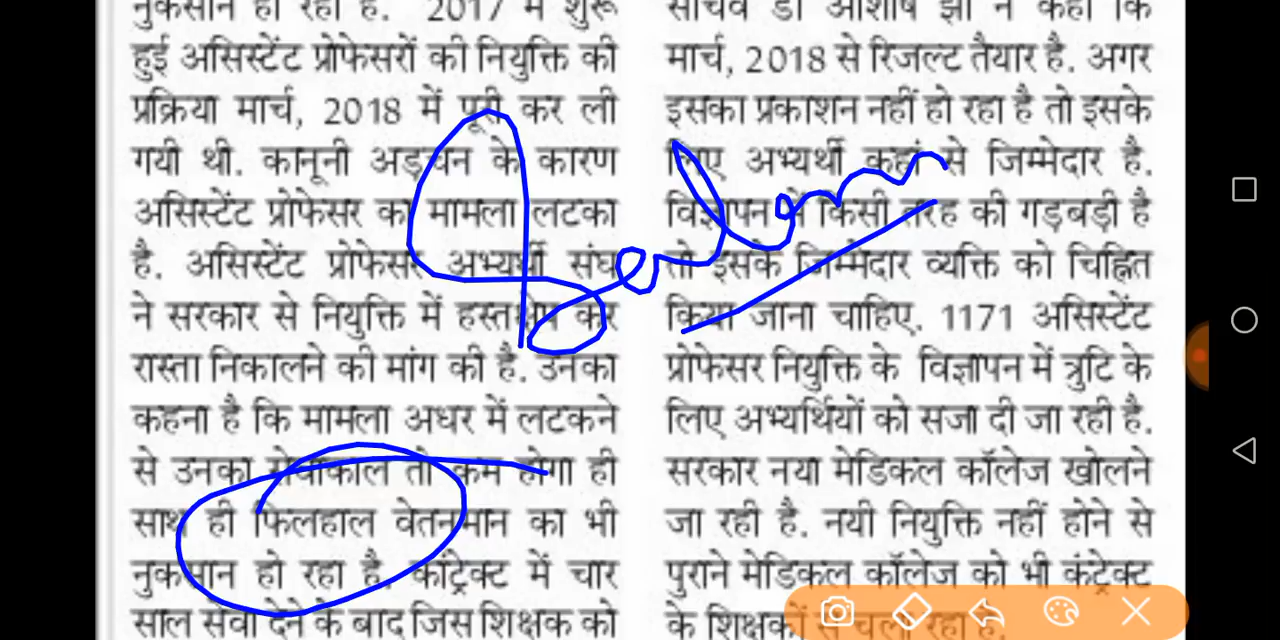 नुकसान हो रहा है. 2017 में शुरू
हुई असिस्टेंट प्रोफेसरों की नियुक्ति की
प्रक्रिया मार्च, 2018 में पूरी कर ली
गयी थी. कानूनी अड़चन के कारण
असिस्टेंट प्रोफेसर का मामला लटका
है. असिस्टेंट प्रोफेसर अभ्यर्थी संघ
ने सरकार से नियुक्ति में हस्तक्षेप कर
रास्ता निकालने की मांग की है. उनका
कहना है कि मामला अधर में लटकने
से उनका सेवाकाल तो कम होगा ही
साथ ही फिलहाल वेतनमान का भी
नुकसान हो रहा है. कांट्रेक्ट में चार
साल सेवा देने के बाद जिस शिक्षक को
सचिव डॉ आशीष झा ने कहा कि
मार्च, 2018 से रिजल्ट तैयार है. अगर
इसका प्रकाशन नहीं हो रहा है तो इसके
लिए अभ्यर्थी कहां से जिम्मेदार है.
विज्ञापन में किसी तरह की गड़बड़ी है
तो इसके जिम्मेदार व्यक्ति को चिह्नित
किया जाना चाहिए. 1171 असिस्टेंट
प्रोफेसर नियुक्ति के विज्ञापन में त्रुटि के
लिए अभ्यर्थियों को सजा दी जा रही है.
सरकार नया मेडिकल कॉलेज खोलने
जा रही है. नयी नियुक्ति नहीं होने से
पुराने मेडिकल कॉलेज को भी कंट्रेक्ट
के शिक्षकों से चला रहा है.